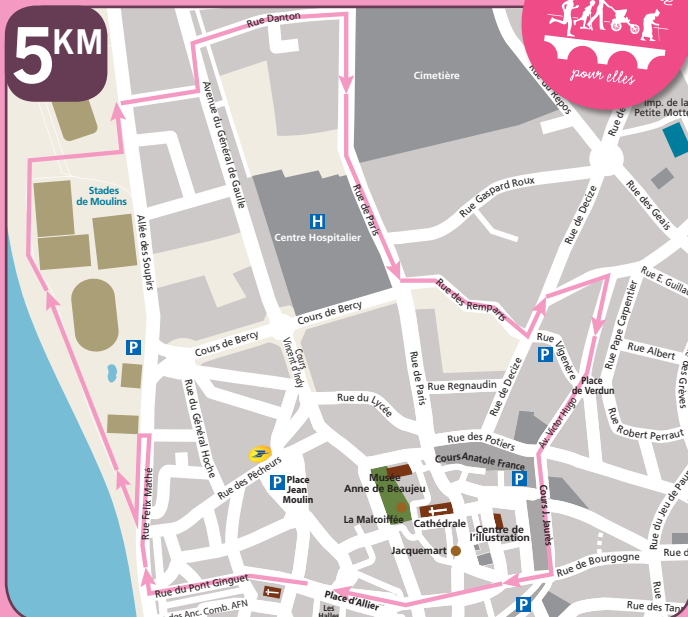 5KM
pour elles
Rue Danton
Cimetière
Rue du Repos
Imp. de la
Petite Motte
Rue de
Avenue du Général de Gaulle
Stades
de Moulins
Allée des Soupirs
H
Centre Hospitalier
Rue de Paris
Rue Gaspard Roux
Rue de Decize
Rue des Geais
Rue des Remparts
Rue E. Guillau
Cours de Bercy
Cours de Bercy
Cours
Vincent d'Indy
P
P
Rue Vigenère
Rue Pape Carpentier
Rue Albert
des Grèves
Place
de Verdun
Rue de Paris
Rue Regnaudin
Rue de Decize
Rue du Lycée
Rue du Général Hoche
Av. Victor Hugo
Rue Robert Perraut
Rue des Potiers
Cours Anatole France
P
Rue des Pêcheurs
P
Place
Jean
Moulin
Musée
Anne de Beaujeu
La Malcoiffée
Cathédrale
Centre de
l'illustration
Jacquemart
Cours J. Jaurès
Rue Félix Mathé
Rue du Jeu de Pau
Rue de Bourgogne
Rue d
Rue
Rue du Pont Ginguet
Place d'Allier
des Anc. Comb. AFN
Les
Halles
P
Rue des Tann